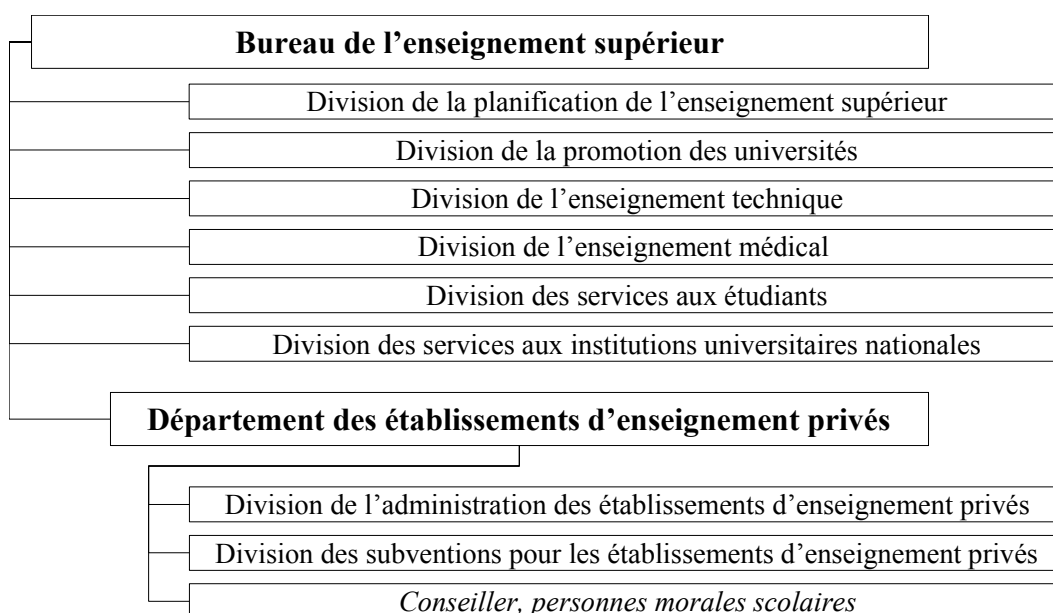 Bureau de l’enseignement supérieur
Division de la planification de l’enseignement supérieur
Division de la promotion des universités
Division de l’enseignement technique
Division de l’enseignement médical
Division des services aux étudiants
Division des services aux institutions universitaires nationales
Département des établissements d’enseignement privés
Division de l’administration des établissements d’enseignement privés
Division des subventions pour les établissements d’enseignement privés
Conseiller, personnes morales scolaires